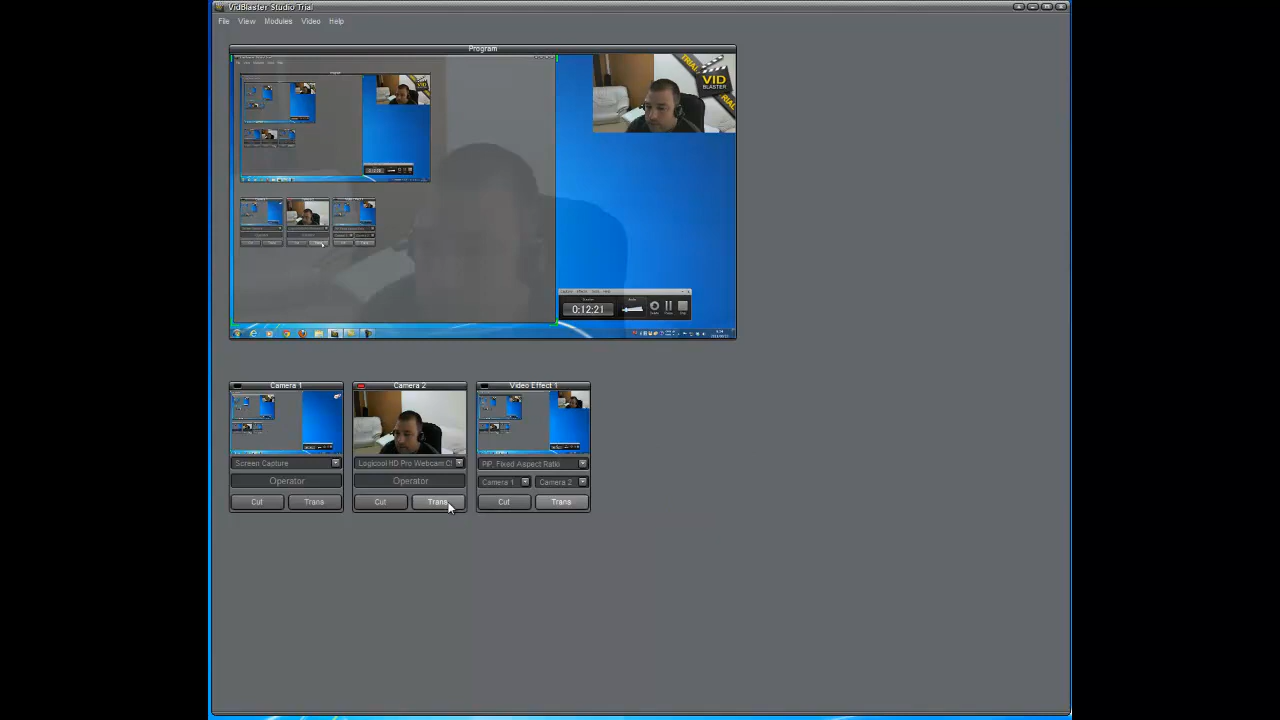 VidBlaster Studio Trial
File View Modules Video Help
Program
TRIAL
VID
BLASTER
TRIAL
0:12:21
Camera 1
Camera 2
Video Effect 1
Screen Capture
Logicool HD Pro Webcam C
PIP, Fixed Aspect Ratio
Operator
Operator
Camera 1
Camera 2
Cut
Trans
Cut
Trans
Cut
Trans